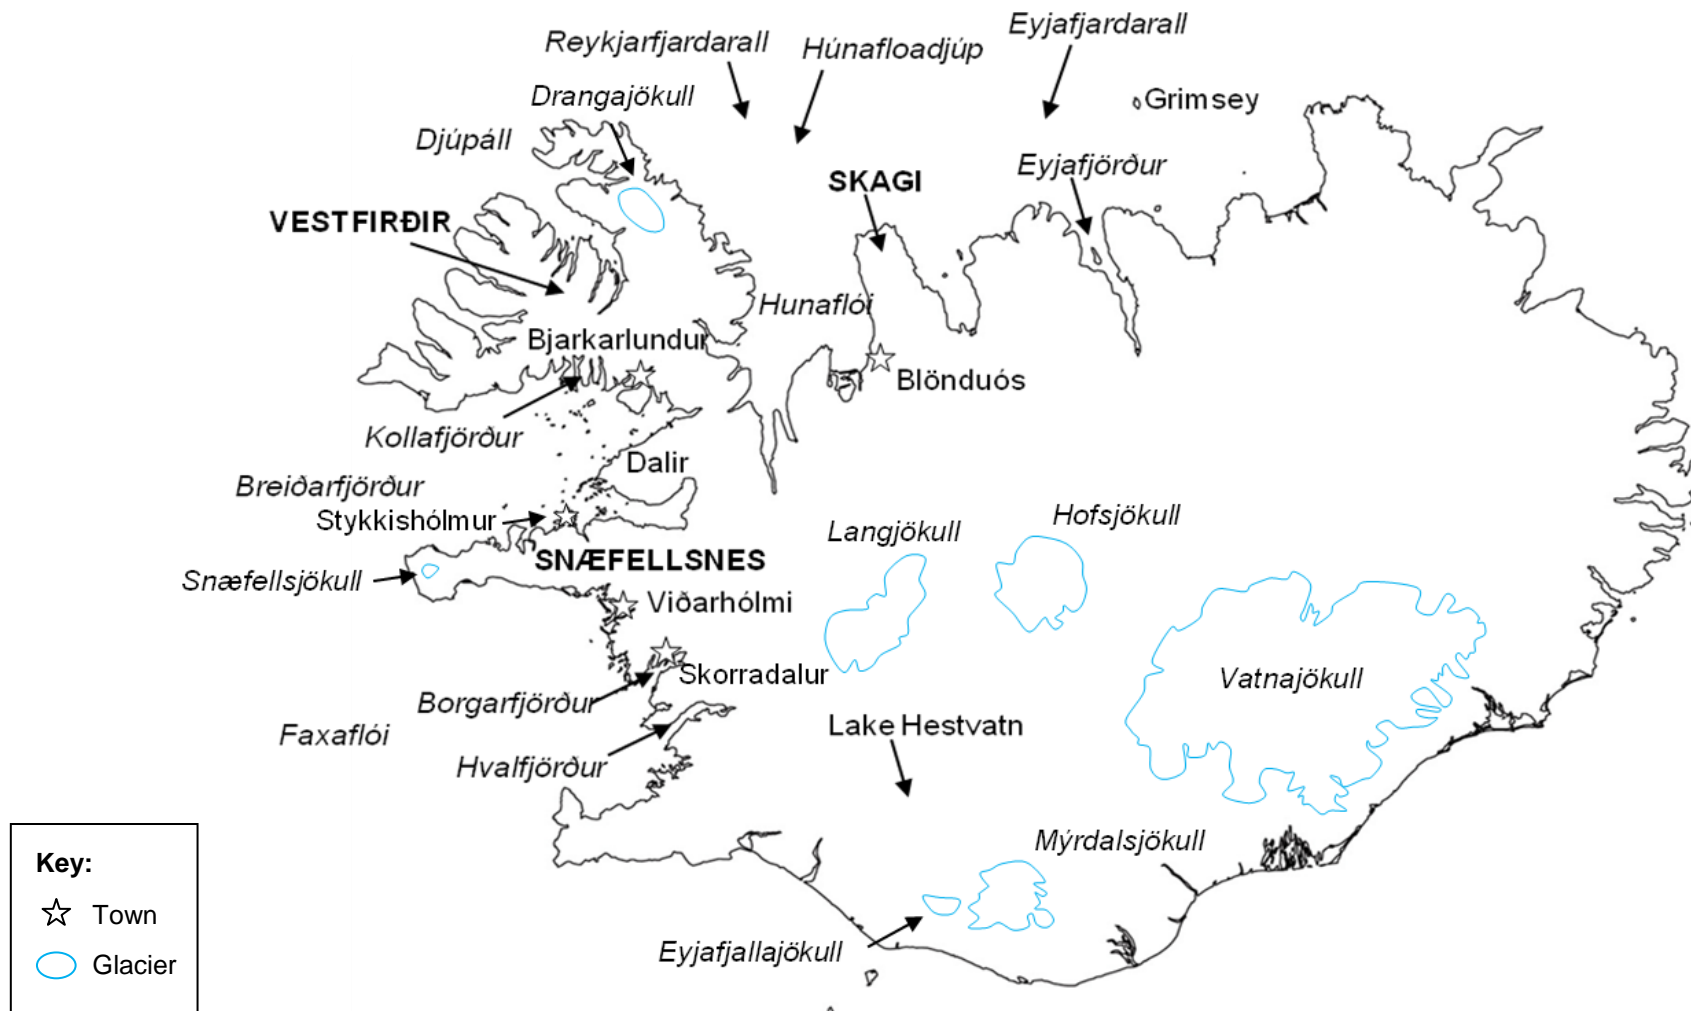 Eyjafjardarall
Reykjarfjardarall
Húnafloadjúp
Drangajökull
Grimsey
Djúpáll
Eyjafjörður
SKAGI
VESTFIRÐIR
Hunaflói
Bjarkarlundur
Blönduós
Kollafjörður
Dalir
Breiðarfjörður
Stykkishólmur
Hofsjökull
Langjökull
SNÆFELLSNES
Snæfellsjökull
Viðarhólmi
Skorradalur
Vatnajökull
Borgarfjörður
Lake Hestvatn
Faxaflói
Hvalfjörður
Mýrdalsjökull
Eyjafjallajökull
Key:
Town
Glacier